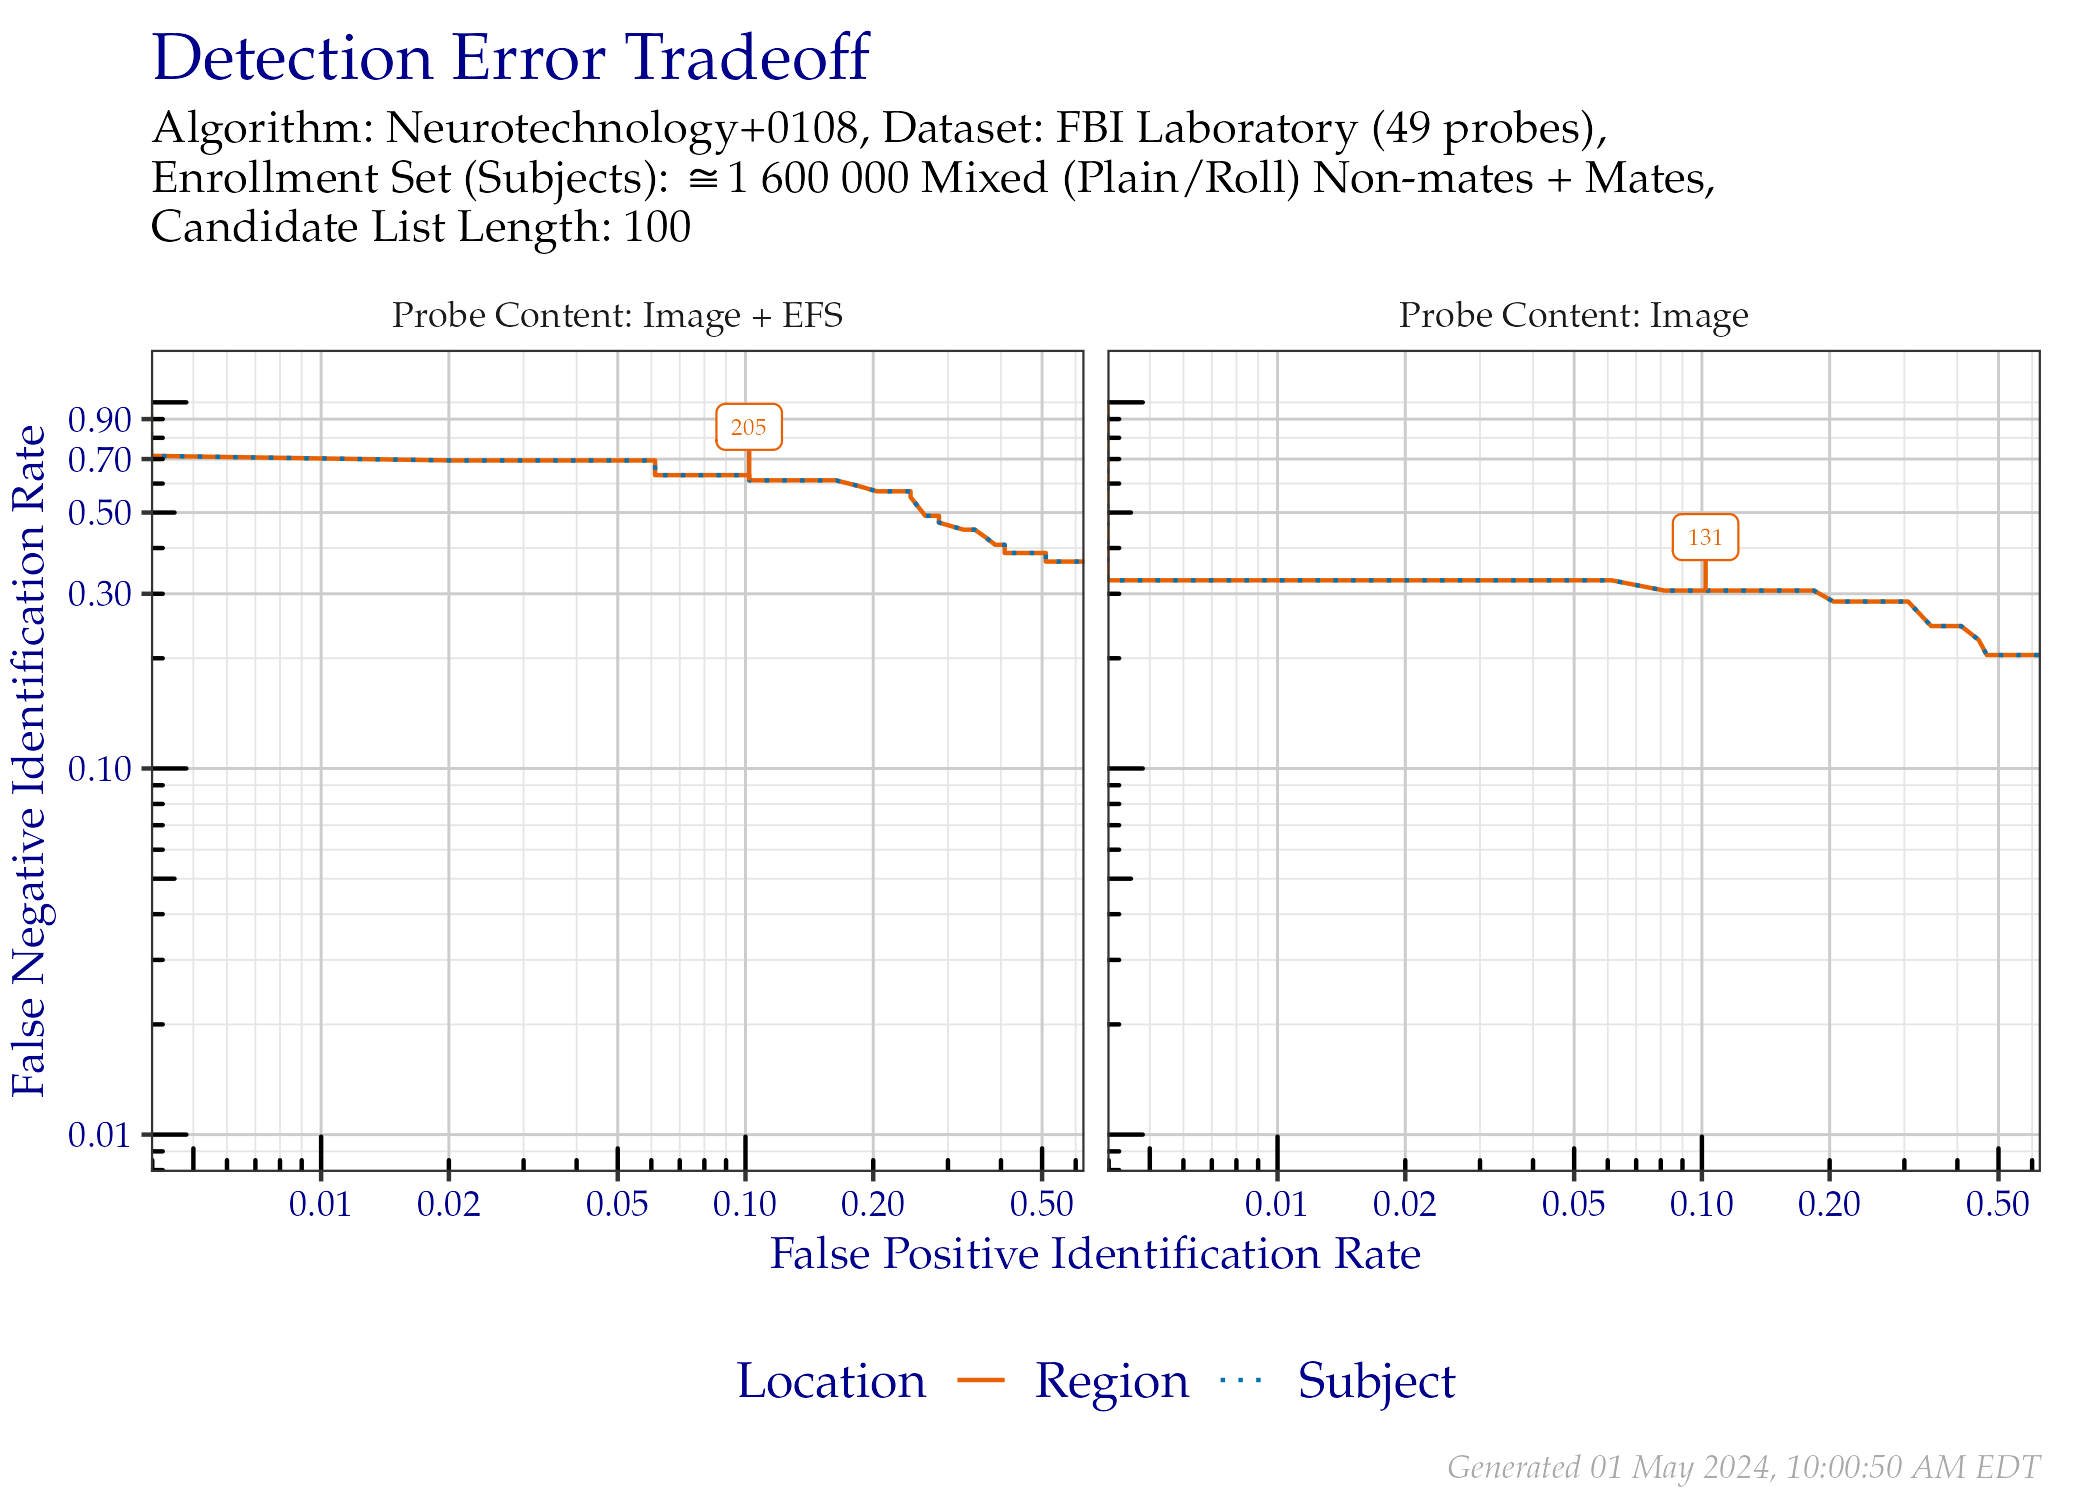 Detection Error Tradeoff
Algorithm: Neurotechnology+0108, Dataset: FBI Laboratory (49 probes),
Enrollment Set (Subjects): ≅1 600 000 Mixed (Plain/Roll) Non-mates + Mates,
Candidate List Length: 100
Probe Content: Image + EFS
Probe Content: Image
False Negative Identification Rate
0.90
0.70
0.50
0.30
0.10
0.01
205
131
0.01 0.02 0.05 0.10 0.20 0.50
0.01 0.02 0.05 0.10 0.20 0.50
False Positive Identification Rate
Location Region Subject
Generated 01 May 2024, 10:00:50 AM EDT